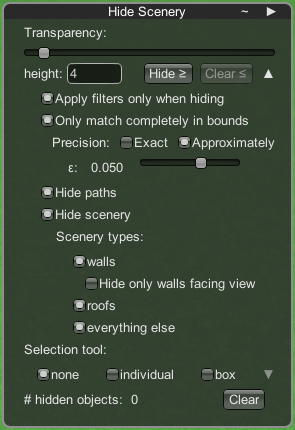 Hide Scenery ~ ▶
Transparency:
height: 4 Hide ≥ Clear ≤ ▲
Apply filters only when hiding
Only match completely in bounds
Precision: Exact Approximately
ε: 0.050
Hide paths
Hide scenery
Scenery types:
walls
Hide only walls facing view
roofs
everything else
Selection tool:
none individual box ▼
# hidden objects: 0 Clear